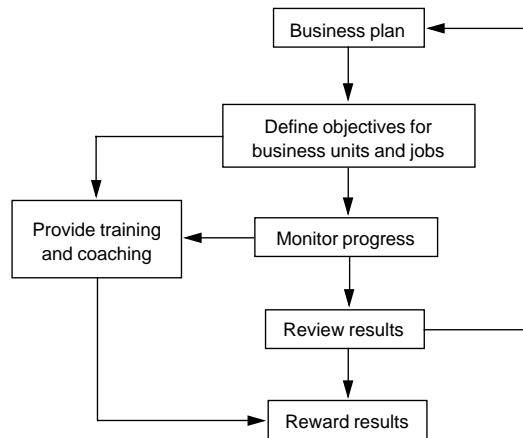 Business plan
Define objectives for
business units and jobs
Provide training
and coaching
Monitor progress
Review results
Reward results